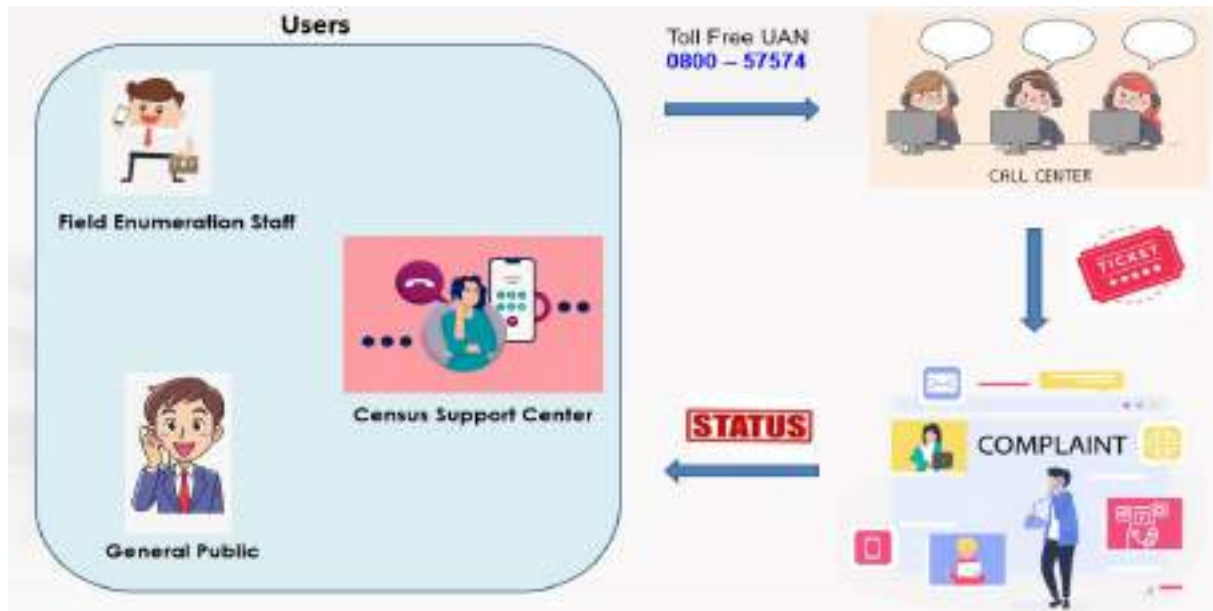 Users
Toll Free UAN
0800 – 57574
CALL CENTER
Field Enumeration Staff
TICKET
Census Support Center
STATUS
COMPLAINT
General Public